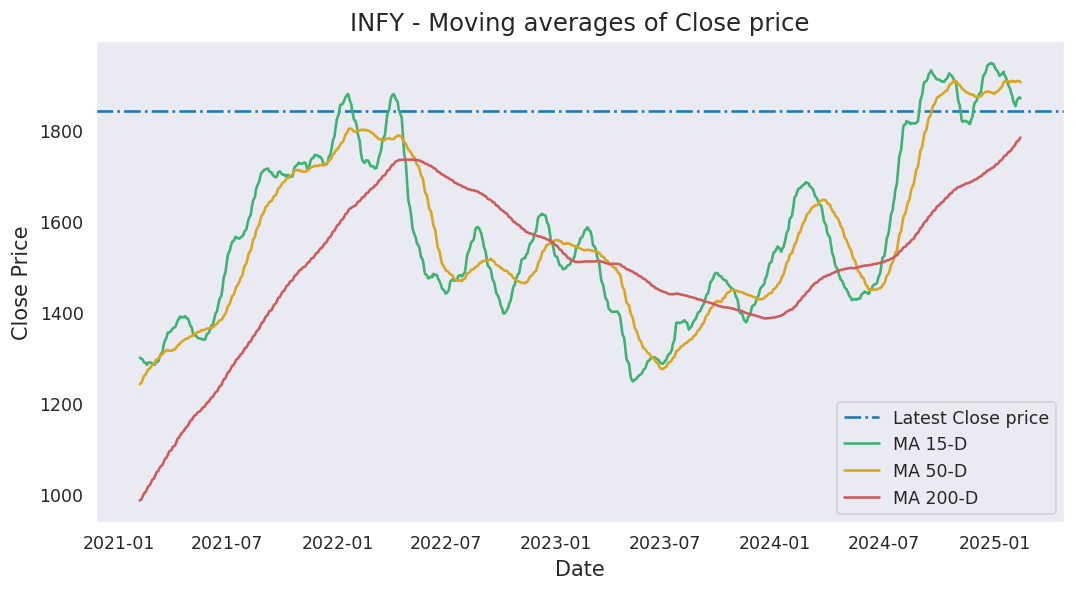 INFY - Moving averages of Close price
Close Price
1800
1600
1400
1200
1000
Latest Close price
MA 15-D
MA 50-D
MA 200-D
2021-01 2021-07 2022-01 2022-07 2023-01 2023-07 2024-01 2024-07 2025-01
Date